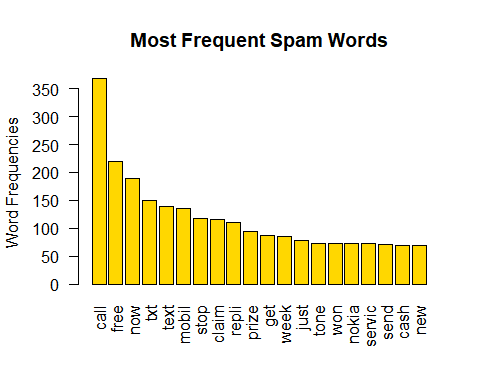 Most Frequent Spam Words
Word Frequencies
350
300
250
200
150
100
50
0
call
free
now
txt
text
mobil
stop
claim
repli
prize
get
week
just
tone
won
nokia
servic
send
cash
new